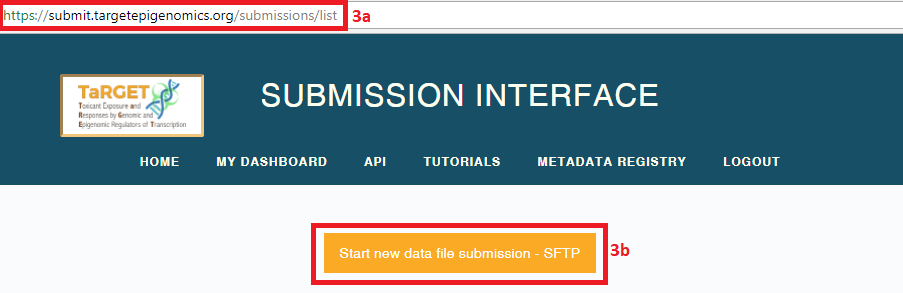 https://submit.targetepigenomics.org/submissions/list 3a
TaRGET
Toxicant Exposure and
Responses by Genomic and
Epigenomic Regulators of Transcription
SUBMISSION INTERFACE
HOME MY DASHBOARD API TUTORIALS METADATA REGISTRY LOGOUT
Start new data file submission - SFTP 3b